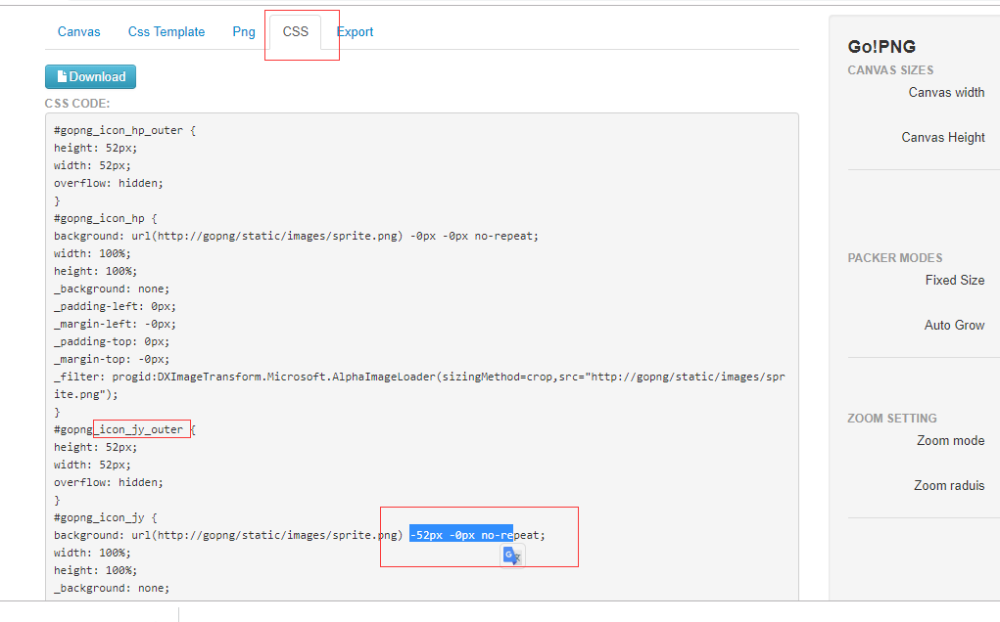 Canvas Css Template Png CSS Export
Download
CSS CODE:
#gopng_icon_hp_outer {
height: 52px;
width: 52px;
overflow: hidden;
}
#gopng_icon_hp {
background: url(http://gopng/static/images/sprite.png) -0px -0px no-repeat;
width: 100%;
height: 100%;
_background: none;
_padding-left: 0px;
_margin-left: -0px;
_padding-top: 0px;
_margin-top: -0px;
_filter: progid:DXImageTransform.Microsoft.AlphaImageLoader(sizingMethod=crop,src="http://gopng/static/images/spr
ite.png");
}
#gopng_icon_jy_outer {
height: 52px;
width: 52px;
overflow: hidden;
}
#gopng_icon_jy {
background: url(http://gopng/static/images/sprite.png) -52px -0px no-repeat;
width: 100%;
height: 100%;
_background: none;
Go!PNG
CANVAS SIZES
Canvas width
Canvas Height
PACKER MODES
Fixed Size
Auto Grow
ZOOM SETTING
Zoom mode
Zoom raduis